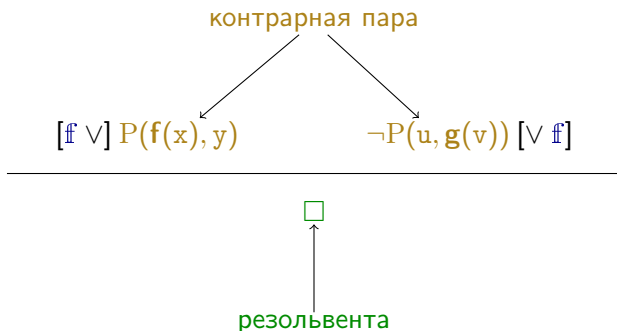 контрарная пара
[𝕗 ∨] P(f(x), y) ¬P(u, g(v)) [∨ 𝕗]
□
резольвента